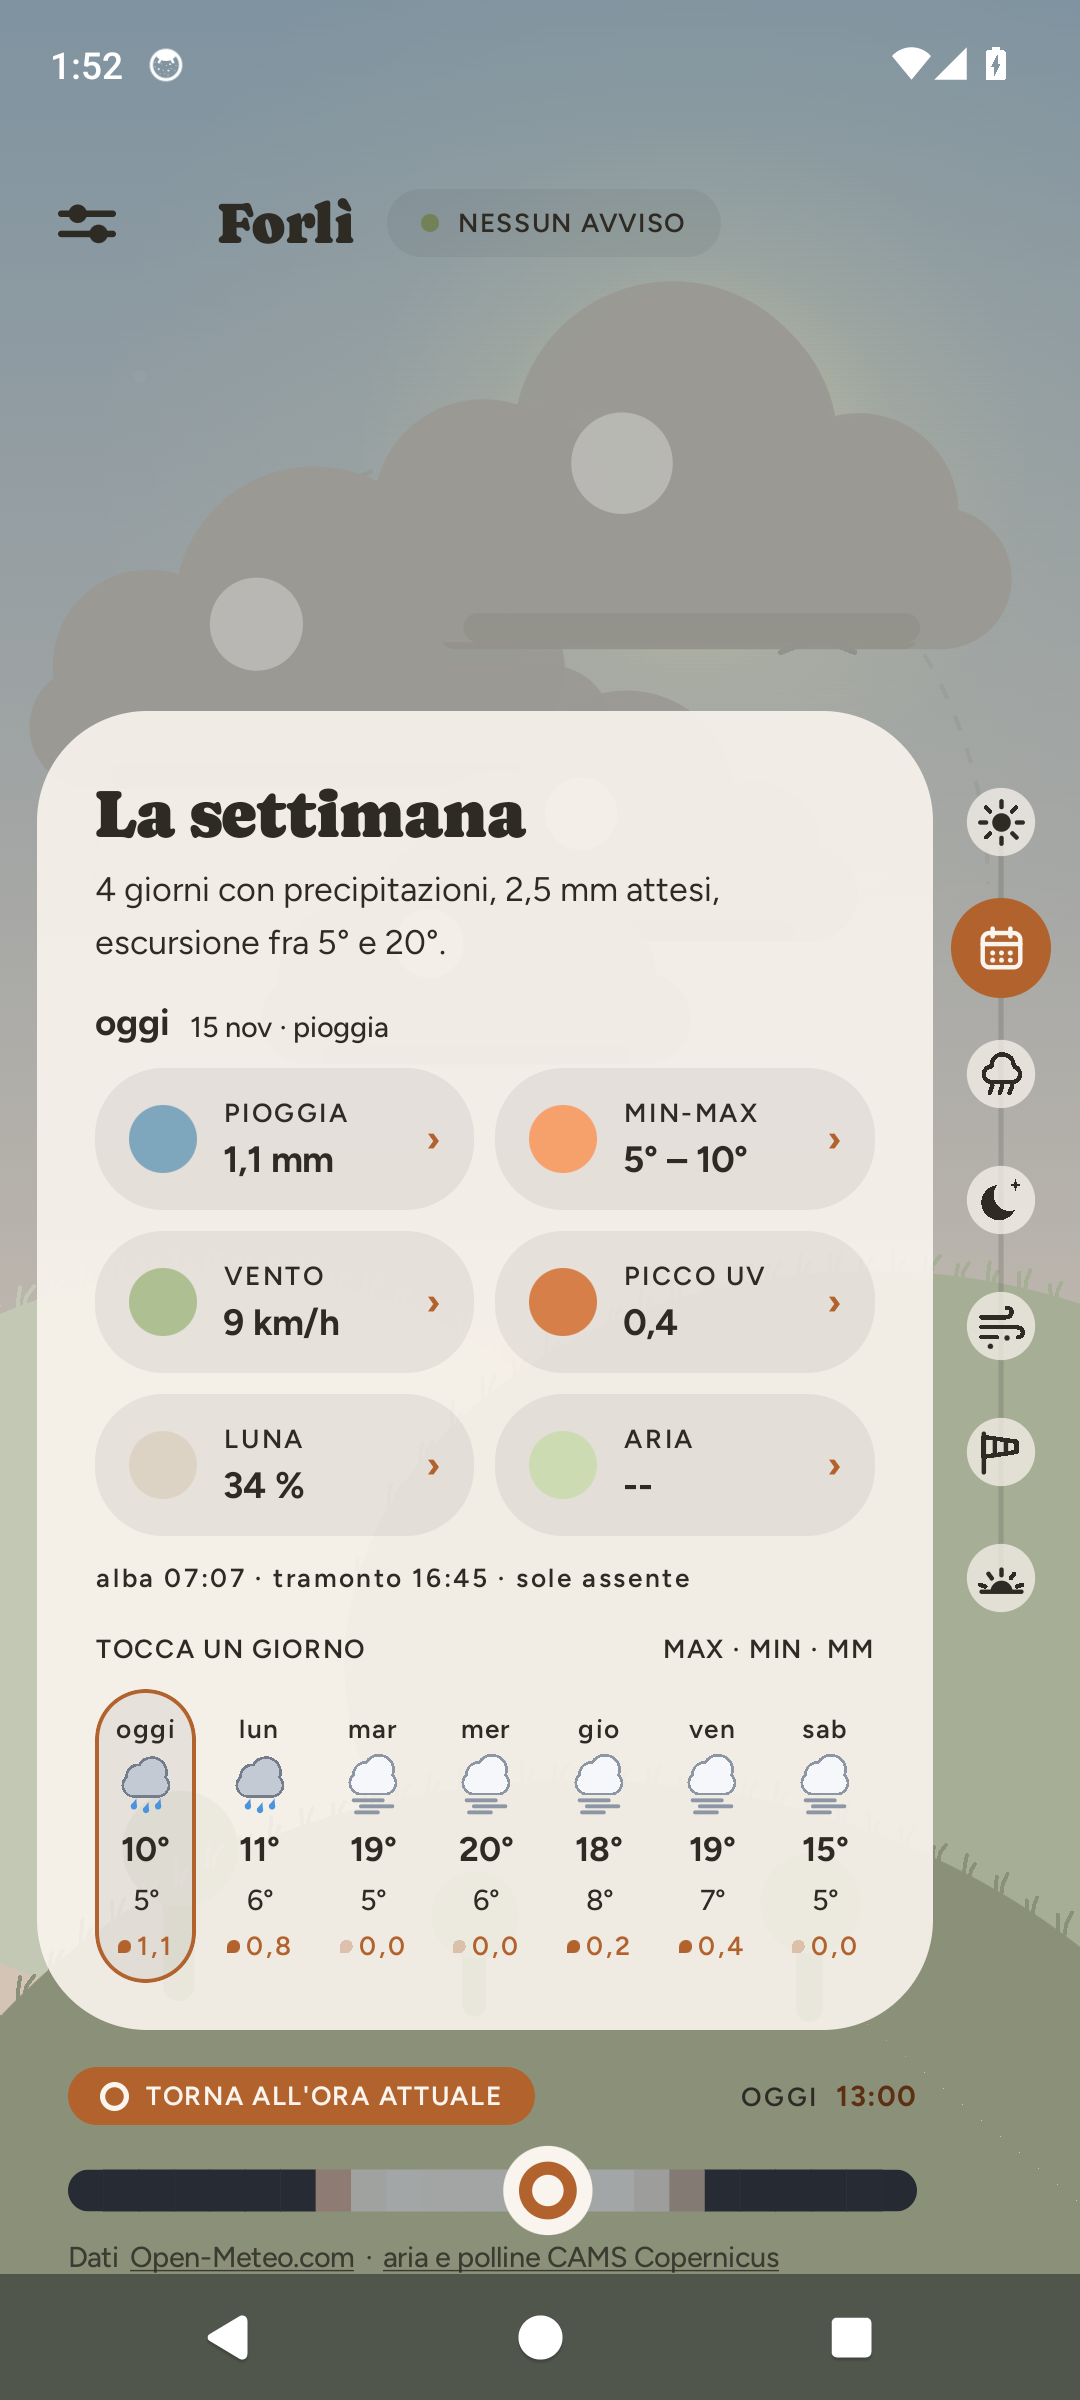 1:52
Forlì
NESSUN AVVISO
La settimana
4 giorni con precipitazioni, 2,5 mm attesi,
escursione fra 5° e 20°.
oggi 15 nov · pioggia
PIOGGIA
1,1 mm
›
MIN-MAX
5° – 10°
›
VENTO
9 km/h
›
PICCO UV
0,4
›
LUNA
34 %
›
ARIA
--
›
alba 07:07 · tramonto 16:45 · sole assente
TOCCA UN GIORNO
MAX · MIN · MM
oggi lun mar mer gio ven sab
10° 11° 19° 20° 18° 19° 15°
5° 6° 5° 6° 8° 7° 5°
1,1 0,8 0,0 0,0 0,2 0,4 0,0
TORNA ALL'ORA ATTUALE
OGGI 13:00
Dati Open-Meteo.com · aria e polline CAMS Copernicus